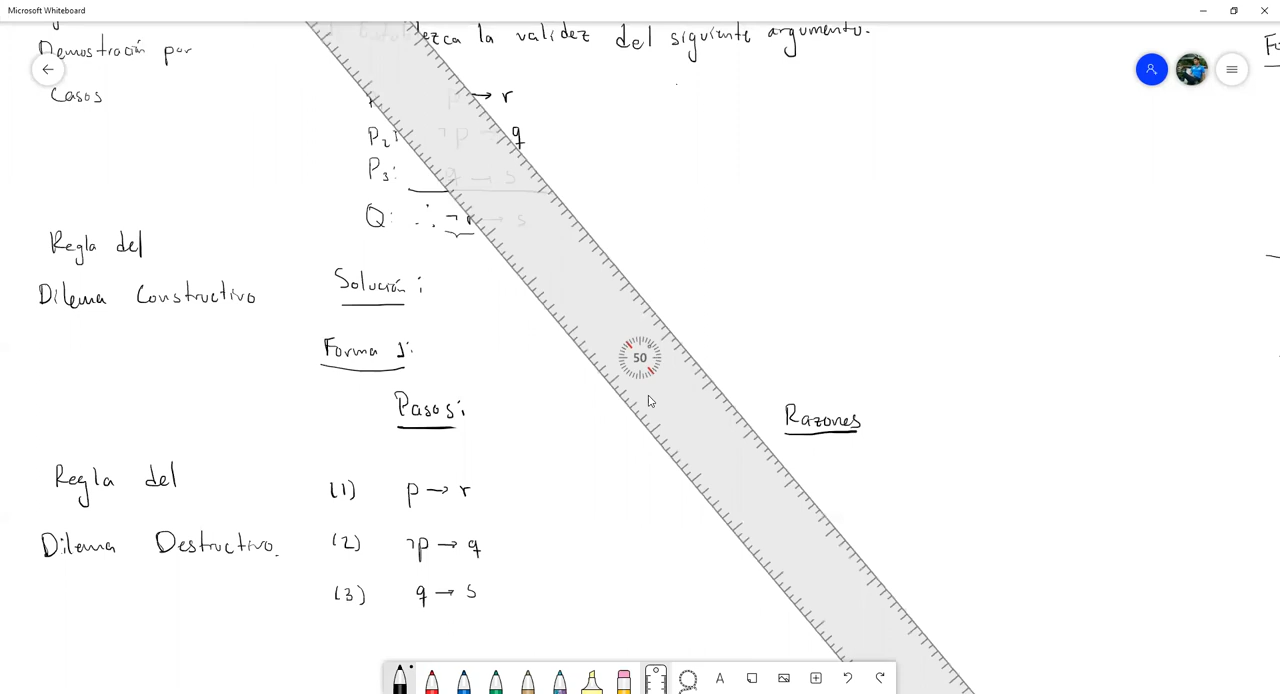 Microsoft Whiteboard
Demostración por
Casos
la validez del siguiente argumento.
p → r
P2: ¬p → q
P3: q → s
Q: ∴ ¬r → s
Regla del
Dilema Constructivo
Solución:
Forma 1:
Pasos:
Razones
50
Regla del
Dilema Destructivo.
(1) p → r
(2) ¬p → q
(3) q → s
A